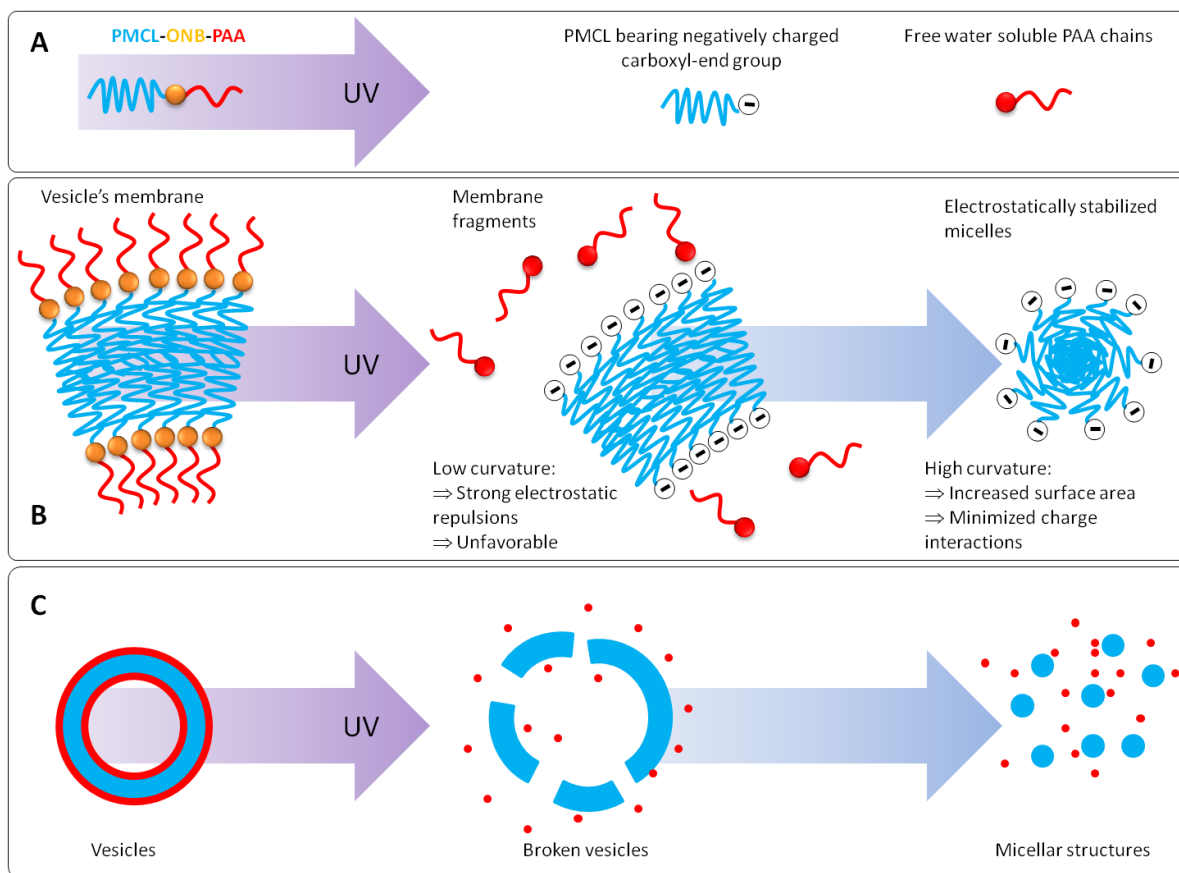 A
PMCL-ONB-PAA
UV
PMCL bearing negatively charged
carboxyl-end group
Free water soluble PAA chains
B
Vesicle's membrane
UV
Membrane
fragments
Low curvature:
⇒ Strong electrostatic
repulsions
⇒ Unfavorable
Electrostatically stabilized
micelles
High curvature:
⇒ Increased surface area
⇒ Minimized charge
interactions
C
UV
Vesicles
Broken vesicles
Micellar structures